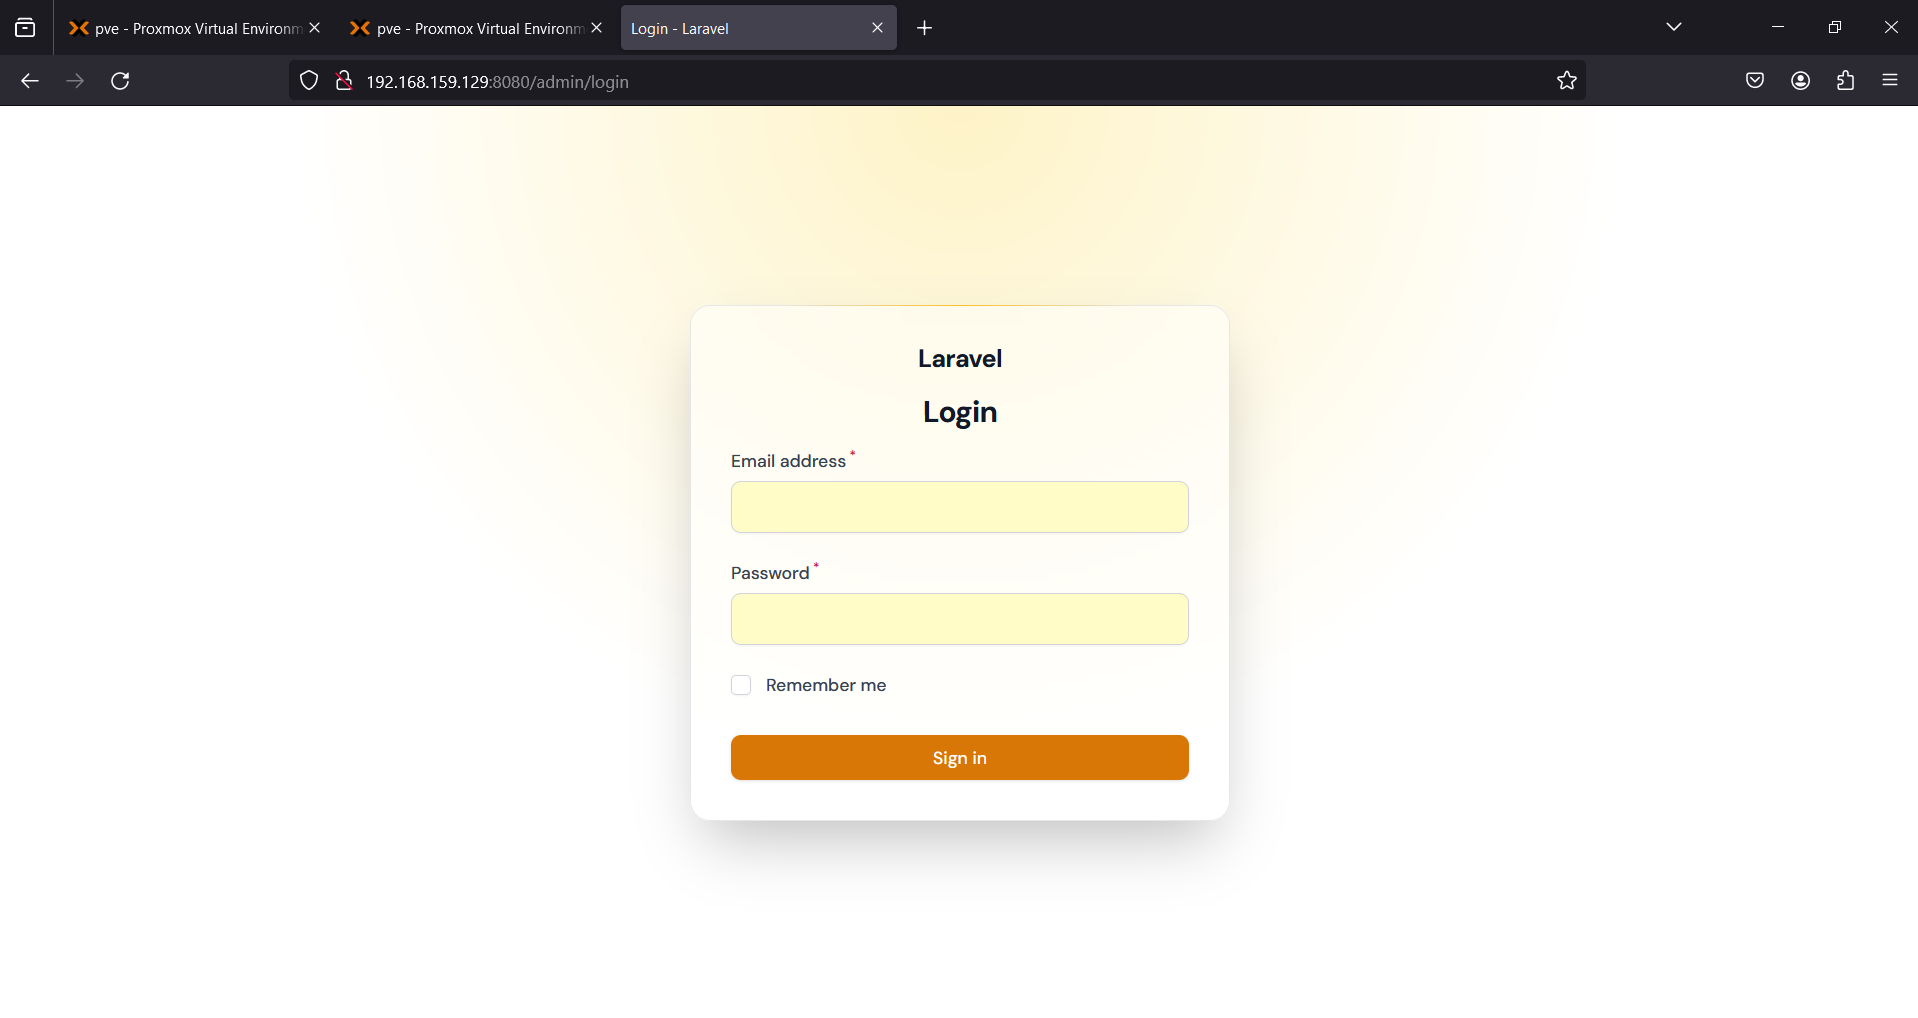 pve - Proxmox Virtual Environm
pve - Proxmox Virtual Environm
Login - Laravel
192.168.159.129:8080/admin/login
Laravel
Login
Email address*
Password*
Remember me
Sign in